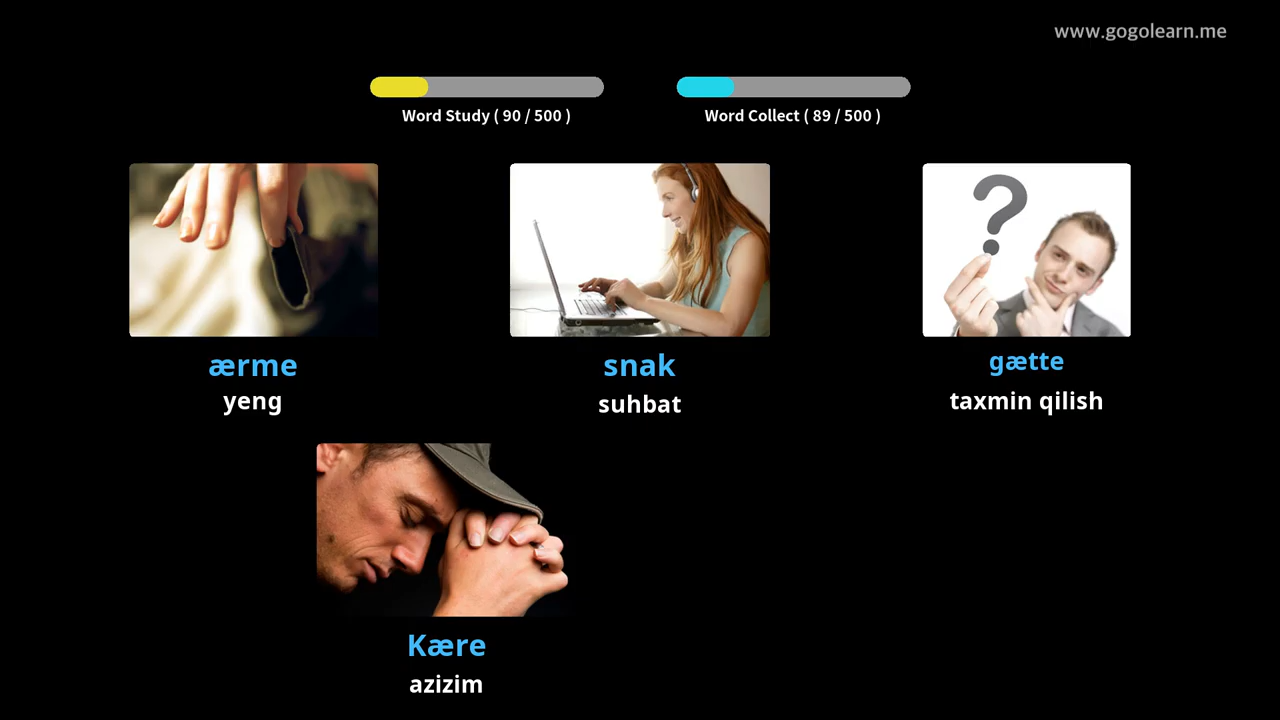 www.gogolearn.me
Word Study ( 90 / 500 )
Word Collect ( 89 / 500 )
ærme
yeng
snak
suhbat
gætte
taxmin qilish
Kære
azizim